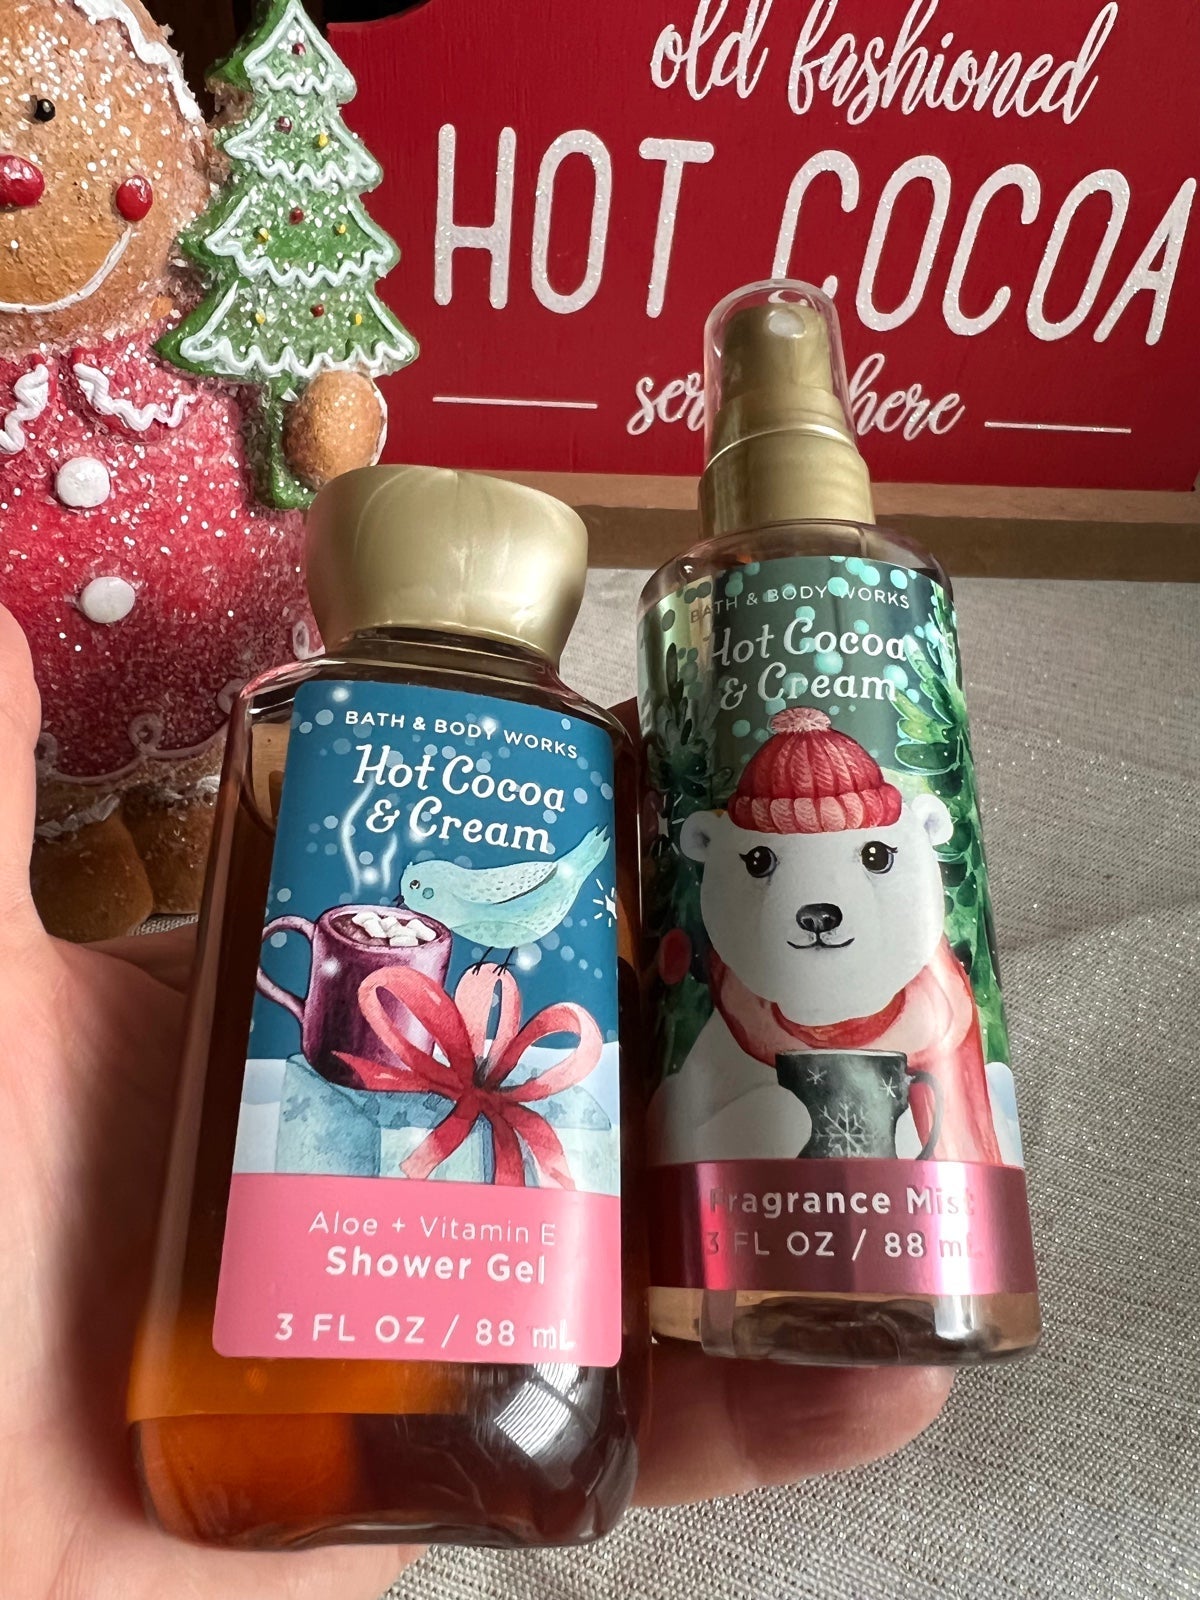 old fashioned
HOT COCOA
here
BATH & BODY WORKS
Hot Cocoa
& Cream
Aloe + Vitamin E
Shower Gel
3 FL OZ / 88 mL
BATH & BODY WORKS
Hot Cocoa
& Cream
Fragrance Mist
3 FL OZ / 88 mL